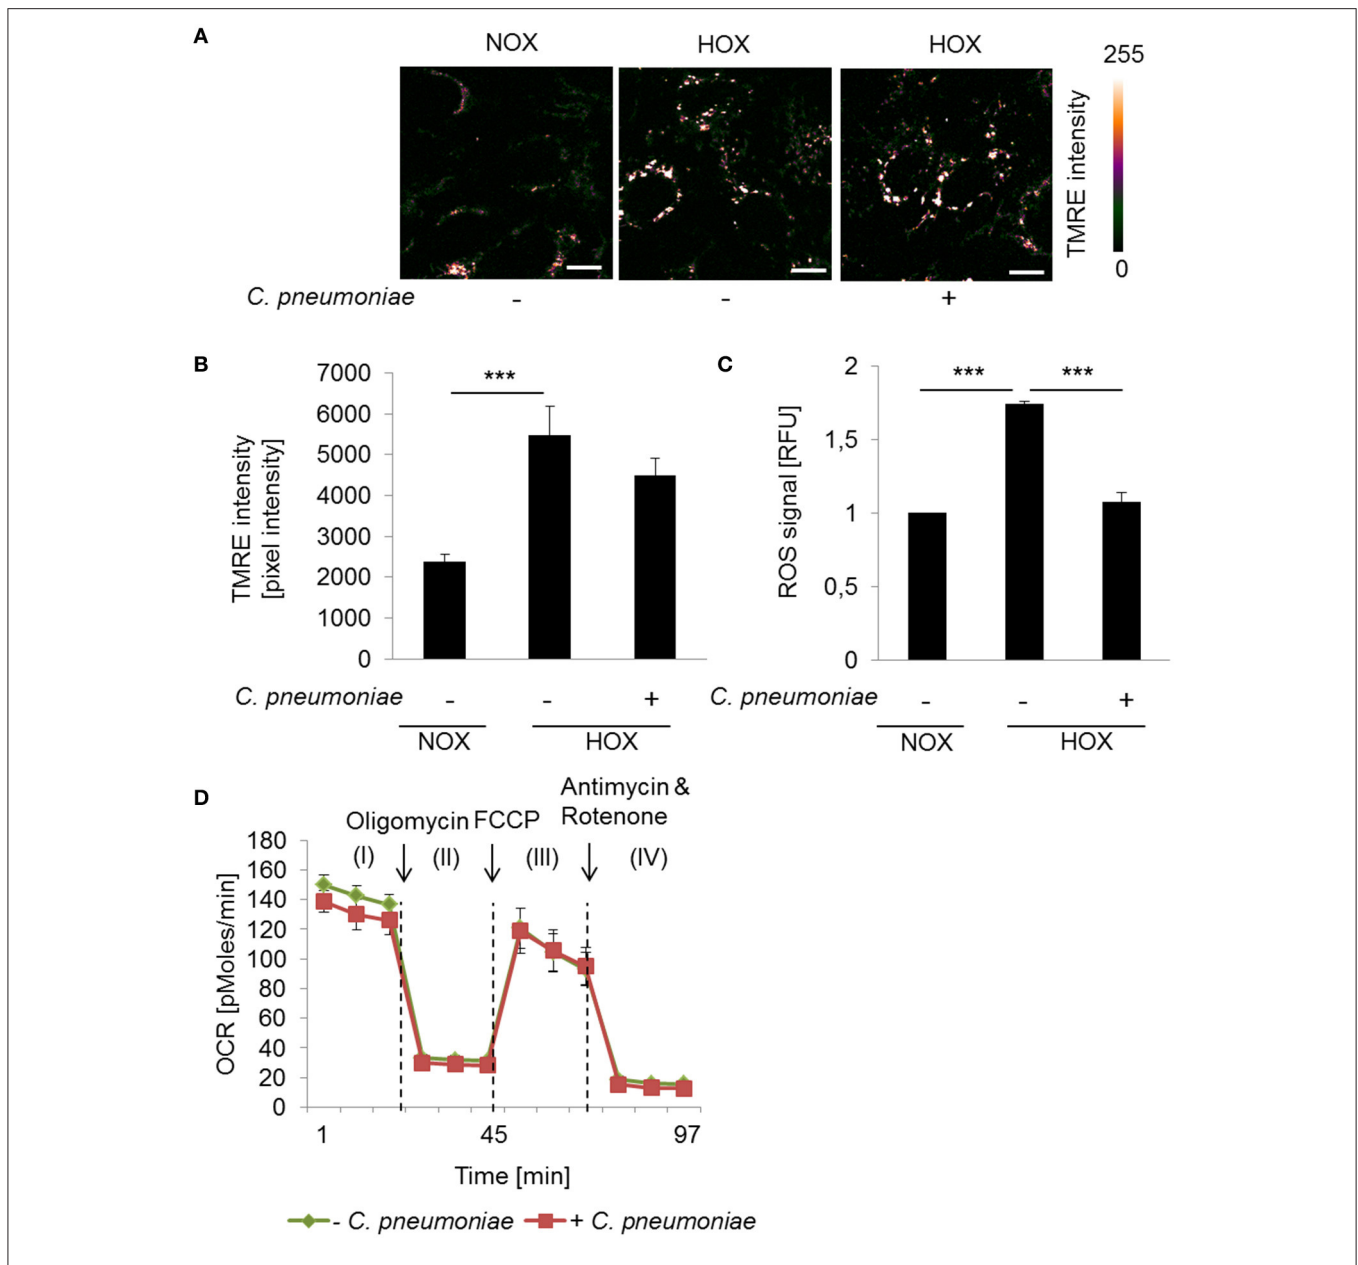 A
NOX HOX HOX
255
TMRE intensity
0
C. pneumoniae - - +
B
7000
6000
5000
4000
3000
2000
1000
0
TMRE intensity
[pixel intensity]
***
C. pneumoniae - - +
NOX HOX
C
2
1,5
1
0,5
0
ROS signal [RFU]
*** ***
C. pneumoniae - - +
NOX HOX
D
Oligomycin FCCP Antimycin &
Rotenone
(I) (II) (III) (IV)
180
160
140
120
100
80
60
40
20
0
OCR [pMoles/min]
1 45 97
Time [min]
- C. pneumoniae + C. pneumoniae